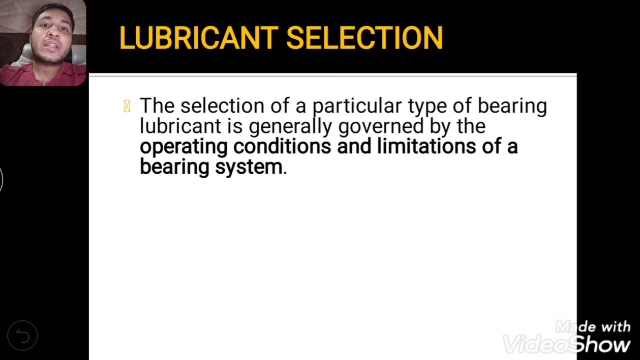 LUBRICANT SELECTION
The selection of a particular type of bearing
lubricant is generally governed by the
operating conditions and limitations of a
bearing system.
Made with
VideoShow